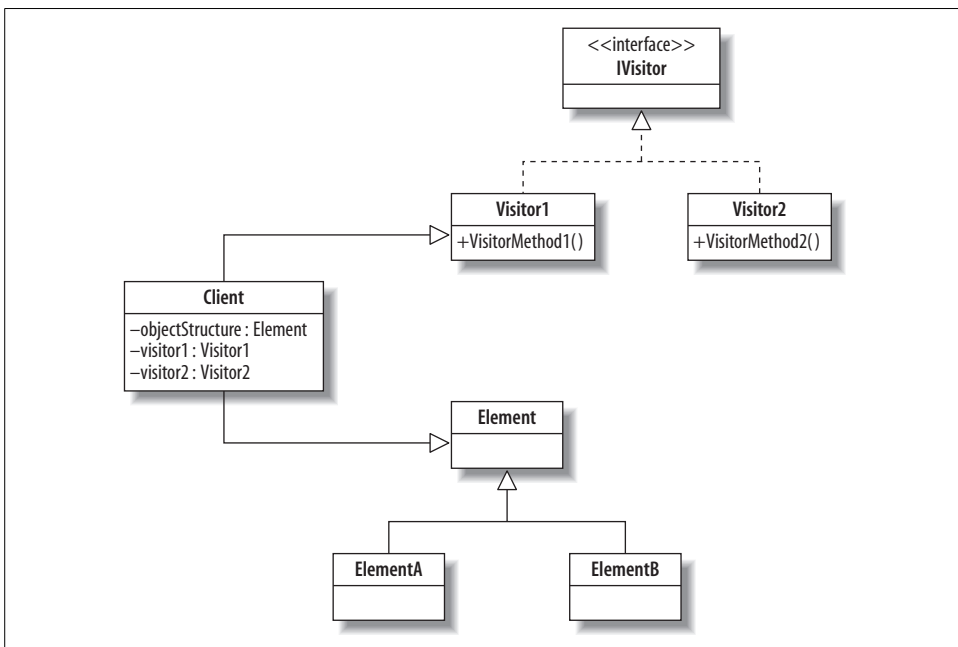 <<interface>>
IVisitor
Visitor1
+VisitorMethod1()
Visitor2
+VisitorMethod2()
Client
–objectStructure : Element
–visitor1 : Visitor1
–visitor2 : Visitor2
Element
ElementA
ElementB